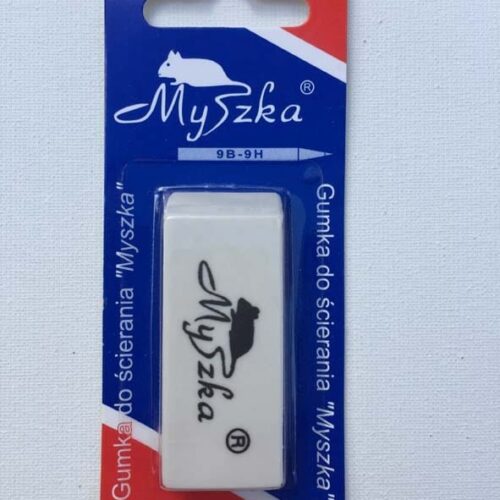 Myszka ®
9B-9H
Gumka do ścierania "Myszka"
Gumka do ścierania "Myszka"
Myszka ®